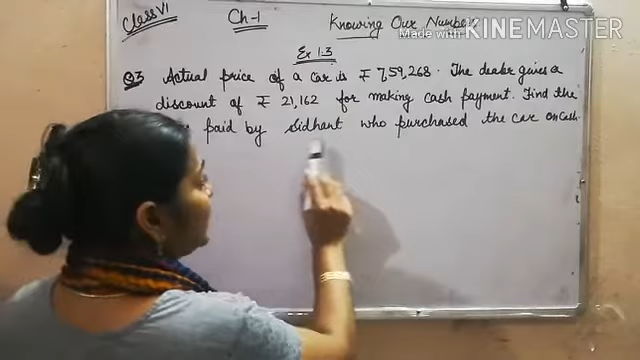 Class VI Ch-1 Knowing Our Number
Made with KINEMASTER
Ex 1.3
Q3 Actual price of a car is ₹ 7,59,268. The dealer gives a
discount of ₹ 21,162 for making cash payment. Find the
paid by Sidhant who purchased the car on cash.